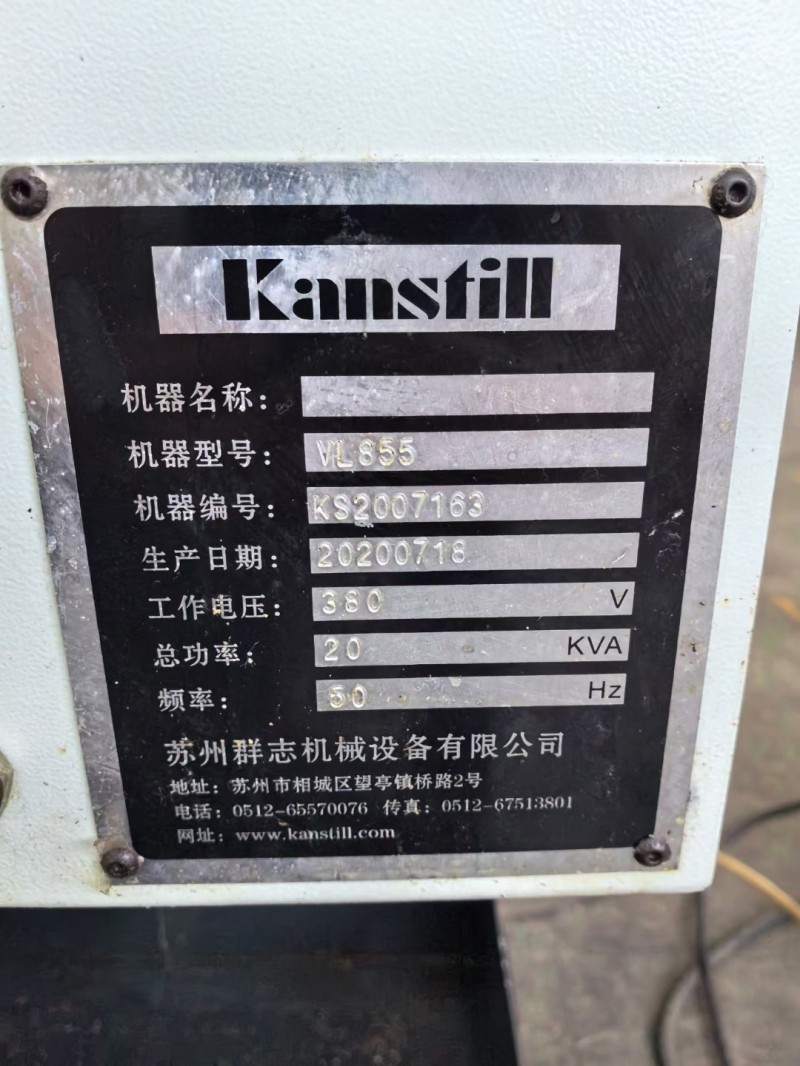 Kanstill
机器名称：
机器型号： VL855
机器编号： KS2007163
生产日期： 20200718
工作电压： 380 V
总功率： 20 KVA
频率： 50 Hz
苏州群志机械设备有限公司
地址：苏州市相城区望亭镇桥路2号
电话：0512-65570076 传真：0512-67513801
网址：www.kanstill.com